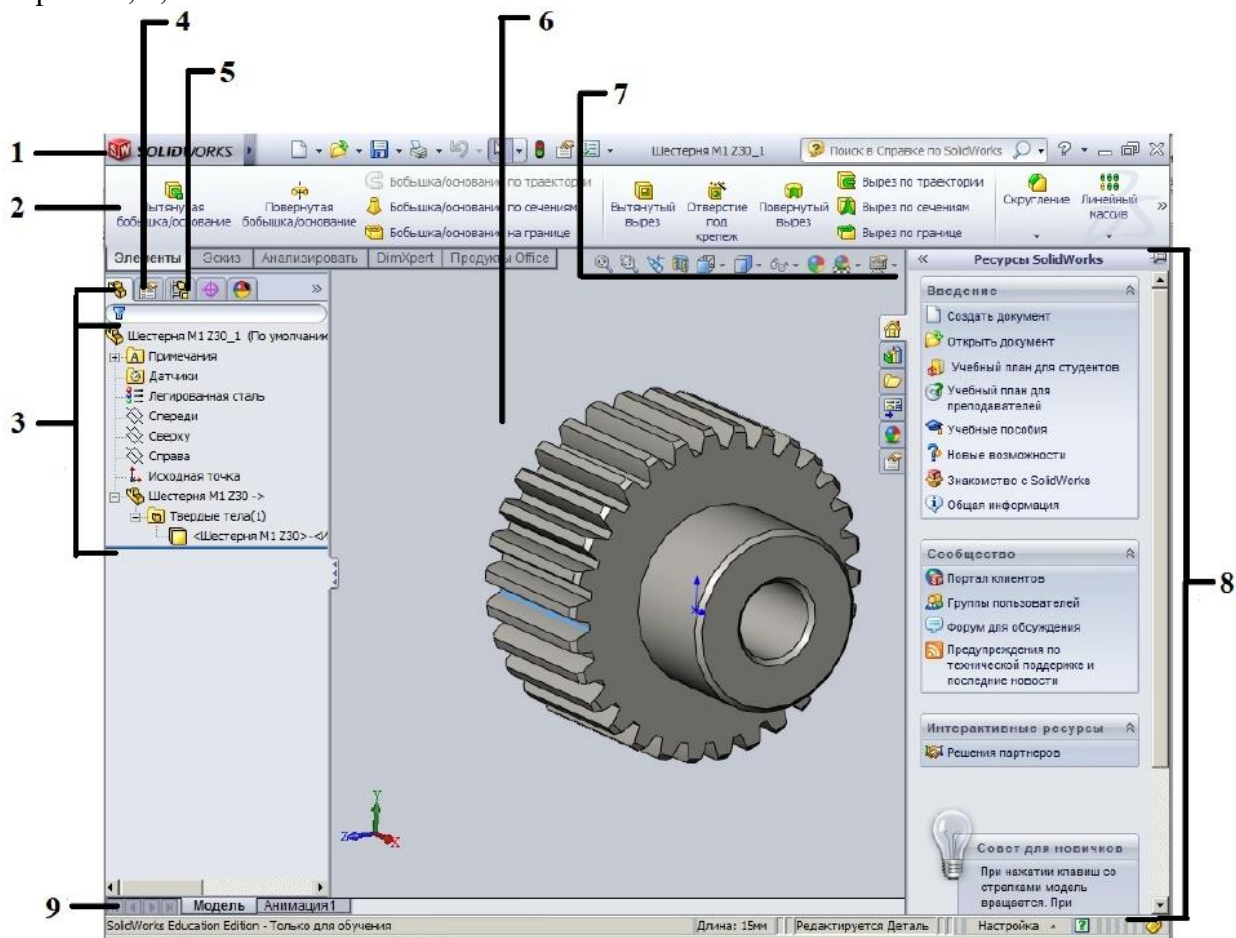 4
6
5
7
1
SOLIDWORKS
Шестерня M1 Z30_1
Поиск в Справке по SolidWorks
2
Вытянутая
бобышка/основание
Повернутая
бобышка/основание
Бобышка/основание по траектории
Бобышка/основание по сечениям
Бобышка/основание на границе
Вытянутый
вырез
Отверстие
под
крепеж
Повернутый
вырез
Вырез по траектории
Вырез по сечениям
Вырез по границе
Скругление
Линейный
массив
Элементы
Эскиз
Анализировать
DimXpert
Продукты Office
3
Шестерня M1 Z30_1 (По умолчанию
Примечания
Датчики
Легированная сталь
Спереди
Сверху
Справа
Исходная точка
Шестерня M1 Z30 ->
Твердые тела(1)
<Шестерня M1 Z30>-<
Y
Z
X
Ресурсы SolidWorks
Введение
Создать документ
Открыть документ
Учебный план для студентов
Учебный план для
преподавателей
Учебные пособия
Новые возможности
Знакомство с SolidWorks
Общая информация
Сообщество
Портал клиентов
Группы пользователей
Форум для обсуждения
Предупреждения по
технической поддержке и
последние новости
Интерактивные ресурсы
Решения партнеров
Совет для новичков
При нажатии клавиш со
стрелками модель
вращается. При
8
9
Модель
Анимация1
SolidWorks Education Edition - Только для обучения
Длина: 15мм
Редактируется Деталь
Настройка